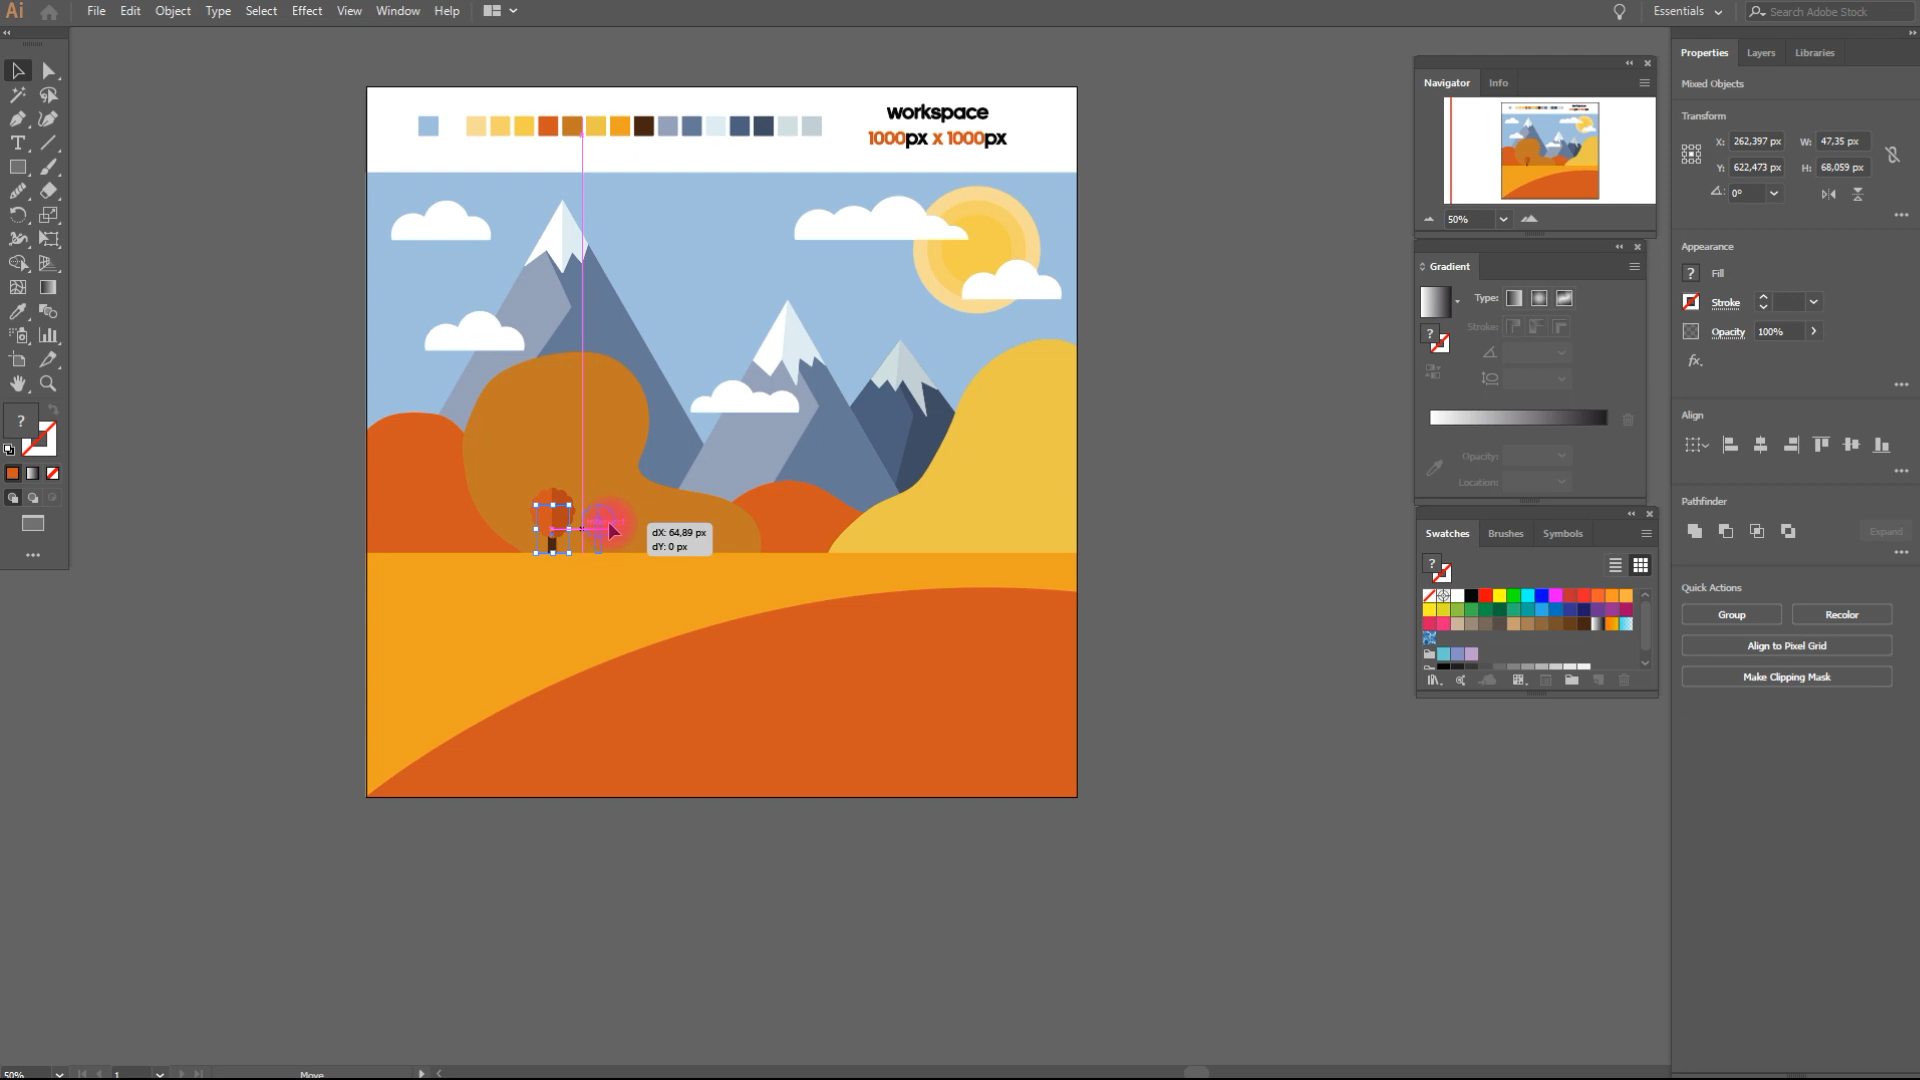 Ai File Edit Object Type Select Effect View Window Help Essentials Search Adobe Stock
workspace
1000px x 1000px
dX: 64,89 px
dY: 0 px
Navigator Info
50%
Gradient
Type:
Stroke:
Opacity:
Location:
Swatches Brushes Symbols
Properties Layers Libraries
Mixed Objects
Transform
X: 262,397 px W: 47,35 px
Y: 622,473 px H: 68,059 px
0°
Appearance
? Fill
Stroke
Opacity 100%
fx.
Align
Pathfinder
Expand
Quick Actions
Group Recolor
Align to Pixel Grid
Make Clipping Mask
50% 1 Move